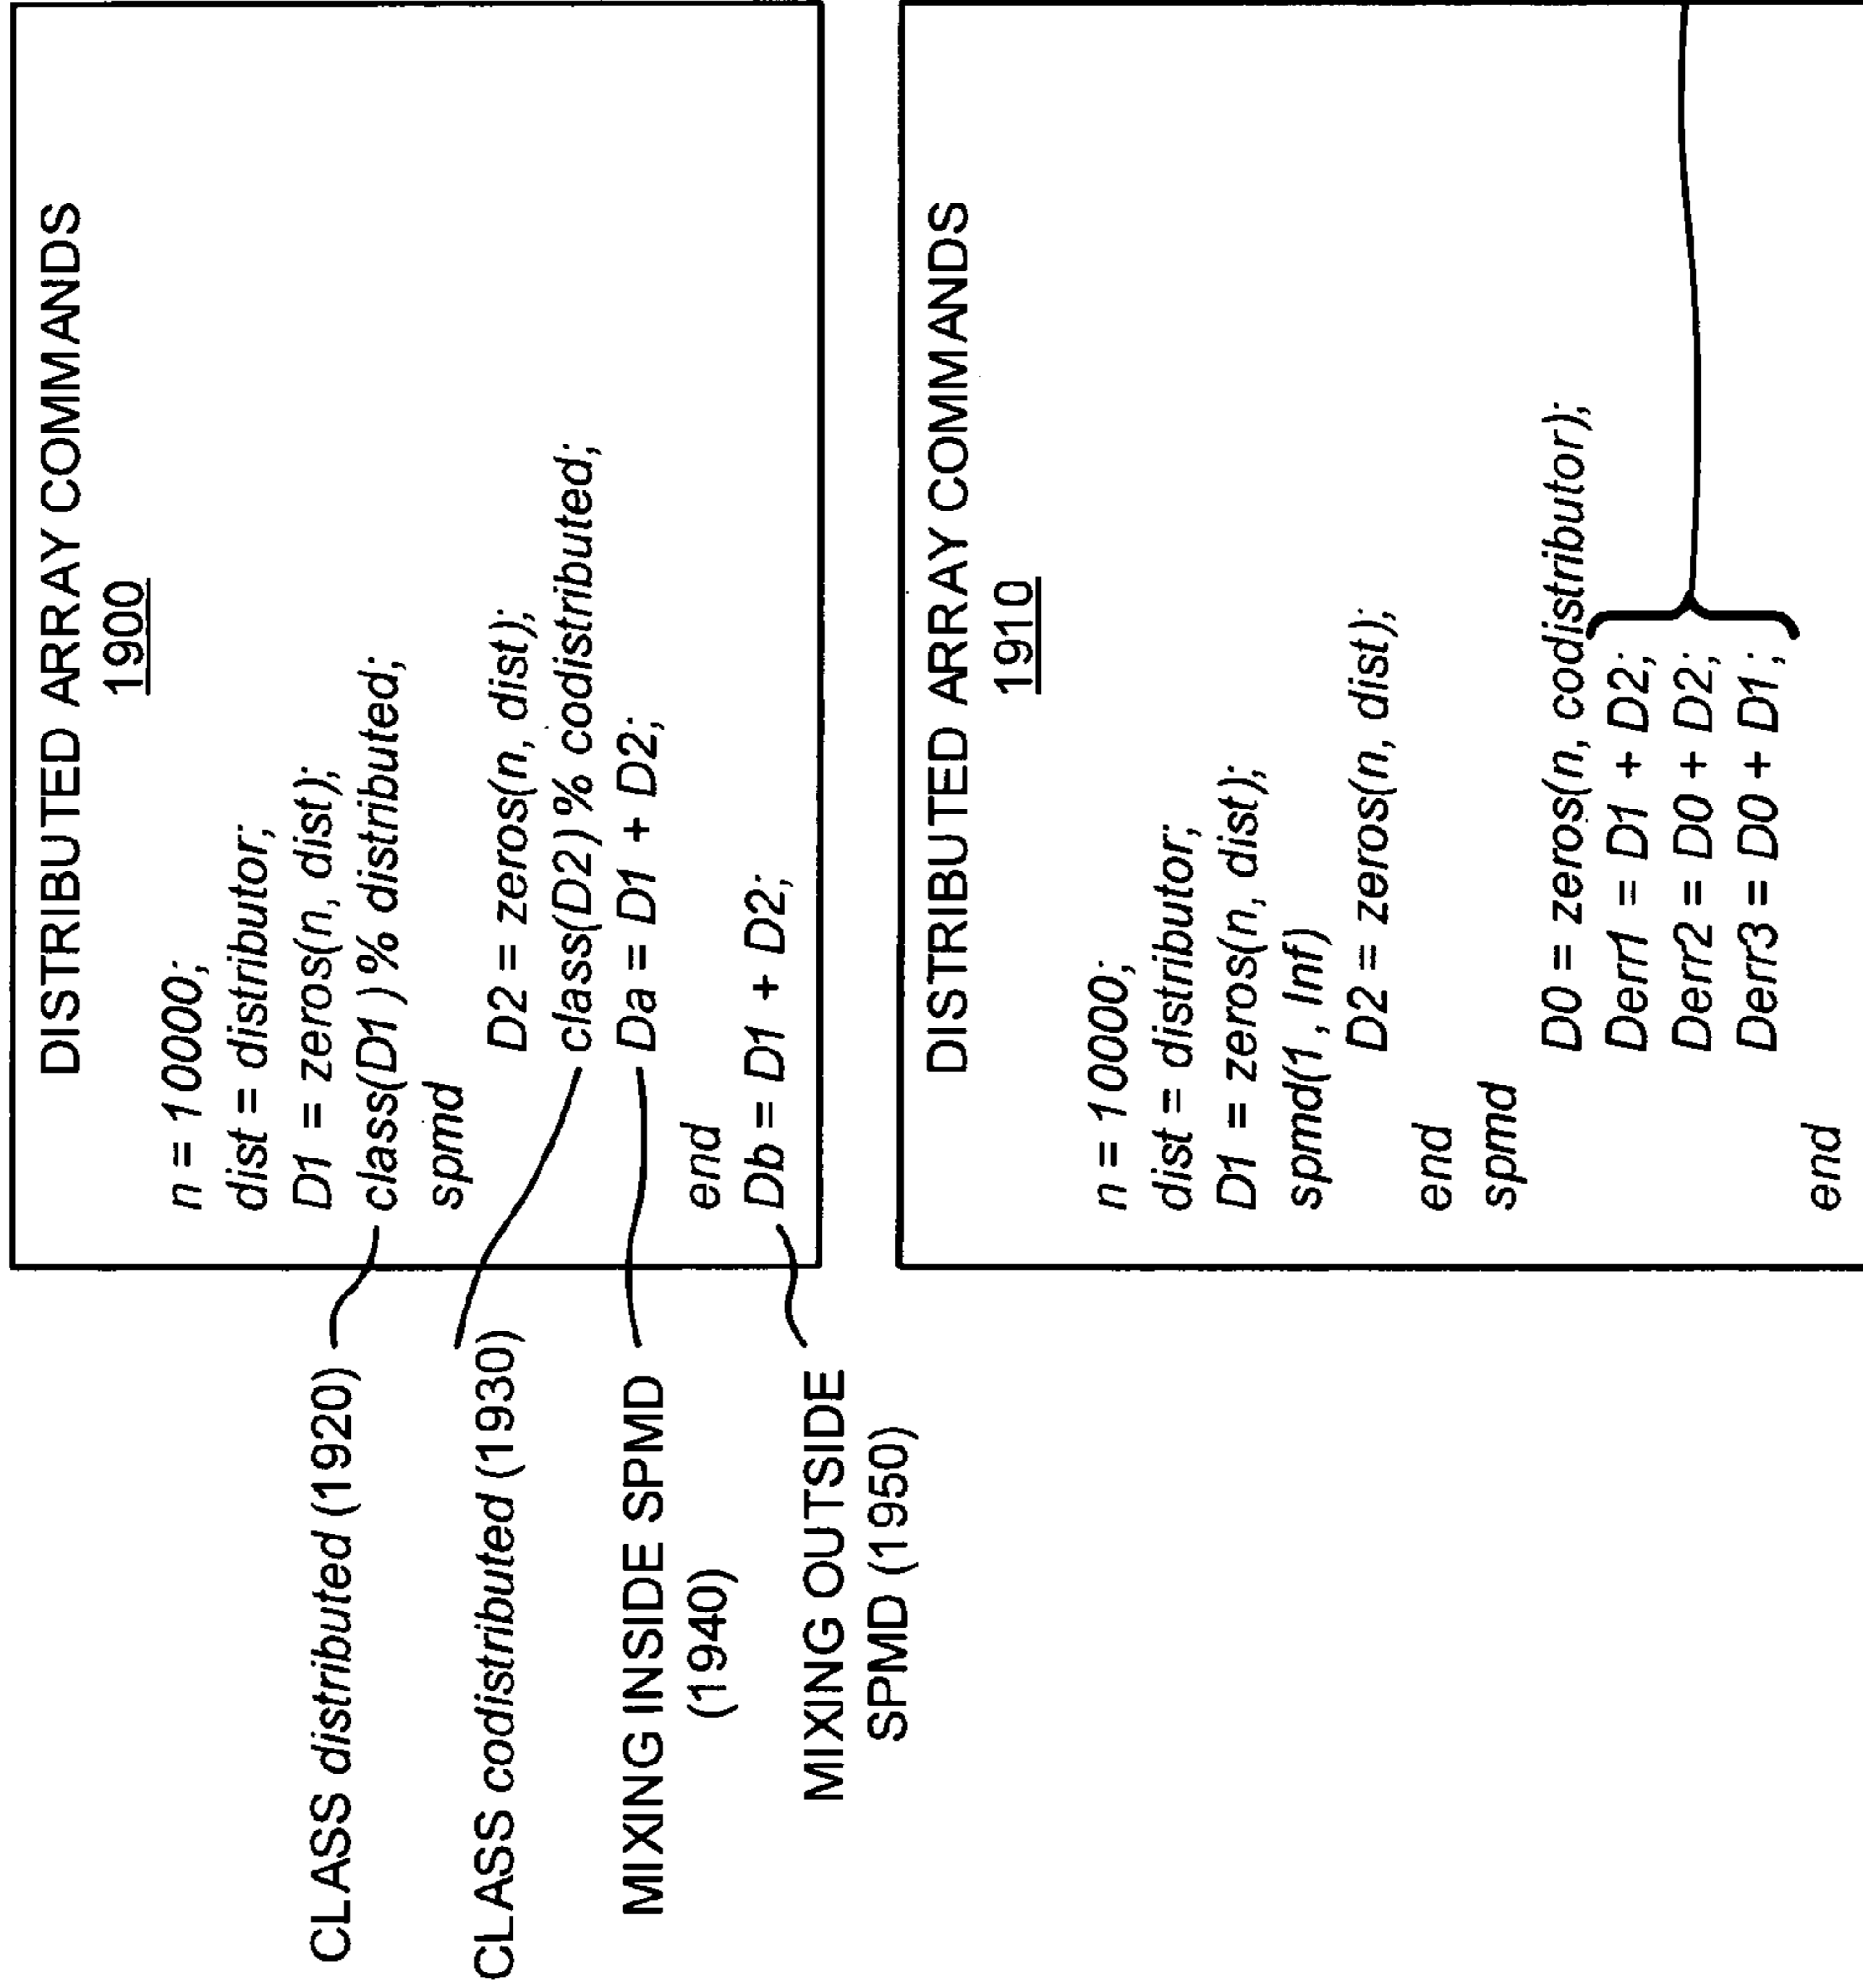 DISTRIBUTED ARRAY COMMANDS
1900
n = 1000;
dist = distributor;
D1 = zeros(n, dist);
class(D1) % distributed;
spmd
D2 = zeros(n, dist);
class(D2) % codistributed;
Da = D1 + D2;
end
Db = D1 + D2;
CLASS distributed (1920)
CLASS codistributed (1930)
MIXING INSIDE SPMD
(1940)
MIXING OUTSIDE
SPMD (1950)
DISTRIBUTED ARRAY COMMANDS
1910
n = 1000;
dist = distributor;
D1 = zeros(n, dist);
spmd(1, Inf)
D2 = zeros(n, dist);
end
spmd
D0 = zeros(n, codistributor);
Derr1 = D1 + D2;
Derr2 = D0 + D2;
Derr3 = D0 + D1;
end